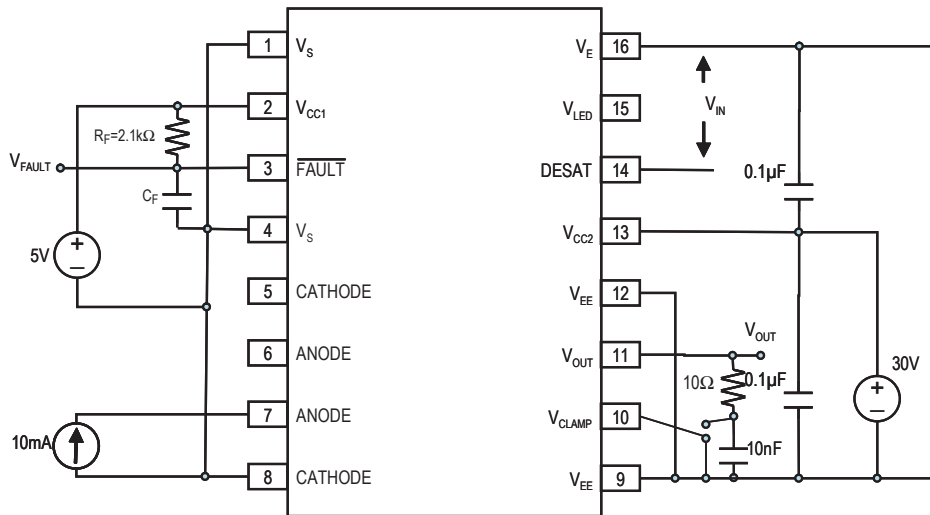 1 V_S
V_E 16
2 V_CC1
V_LED 15
V_IN
R_F=2.1kΩ
V_FAULT
3 FAULT
DESAT 14
0.1µF
C_F
4 V_S
V_CC2 13
5V
+
–
5 CATHODE
V_EE 12
6 ANODE
V_OUT 11
V_OUT
10Ω
0.1µF
30V
+
–
7 ANODE
V_CLAMP 10
10mA
10nF
8 CATHODE
V_EE 9